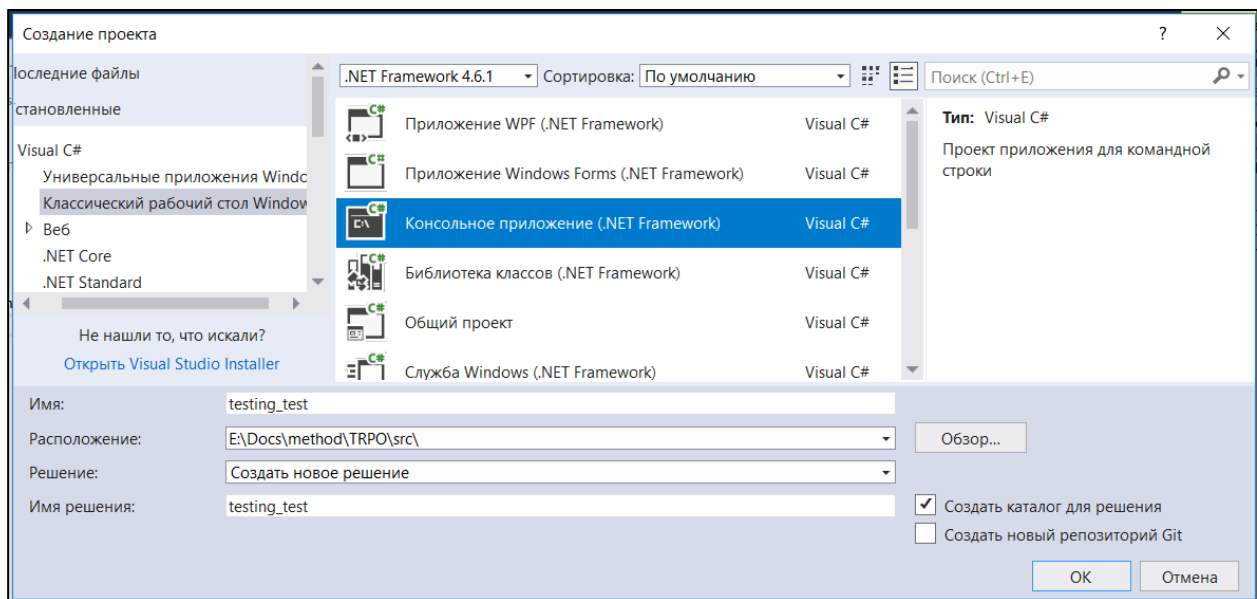 Создание проекта
?
Последние файлы
становленные
Visual C#
Универсальные приложения Windo
Классический рабочий стол Window
Веб
.NET Core
.NET Standard
Не нашли то, что искали?
Открыть Visual Studio Installer
.NET Framework 4.6.1
Сортировка: По умолчанию
Поиск (Ctrl+E)
C# Приложение WPF (.NET Framework) Visual C#
C# Приложение Windows Forms (.NET Framework) Visual C#
C# C:\ Консольное приложение (.NET Framework) Visual C#
C# Библиотека классов (.NET Framework) Visual C#
C# Общий проект Visual C#
C# Служба Windows (.NET Framework) Visual C#
Тип: Visual C#
Проект приложения для командной
строки
Имя: testing_test
Расположение: E:\Docs\method\TRPO\src\ Обзор...
Решение: Создать новое решение
Имя решения: testing_test
Создать каталог для решения
Создать новый репозиторий Git
ОК Отмена